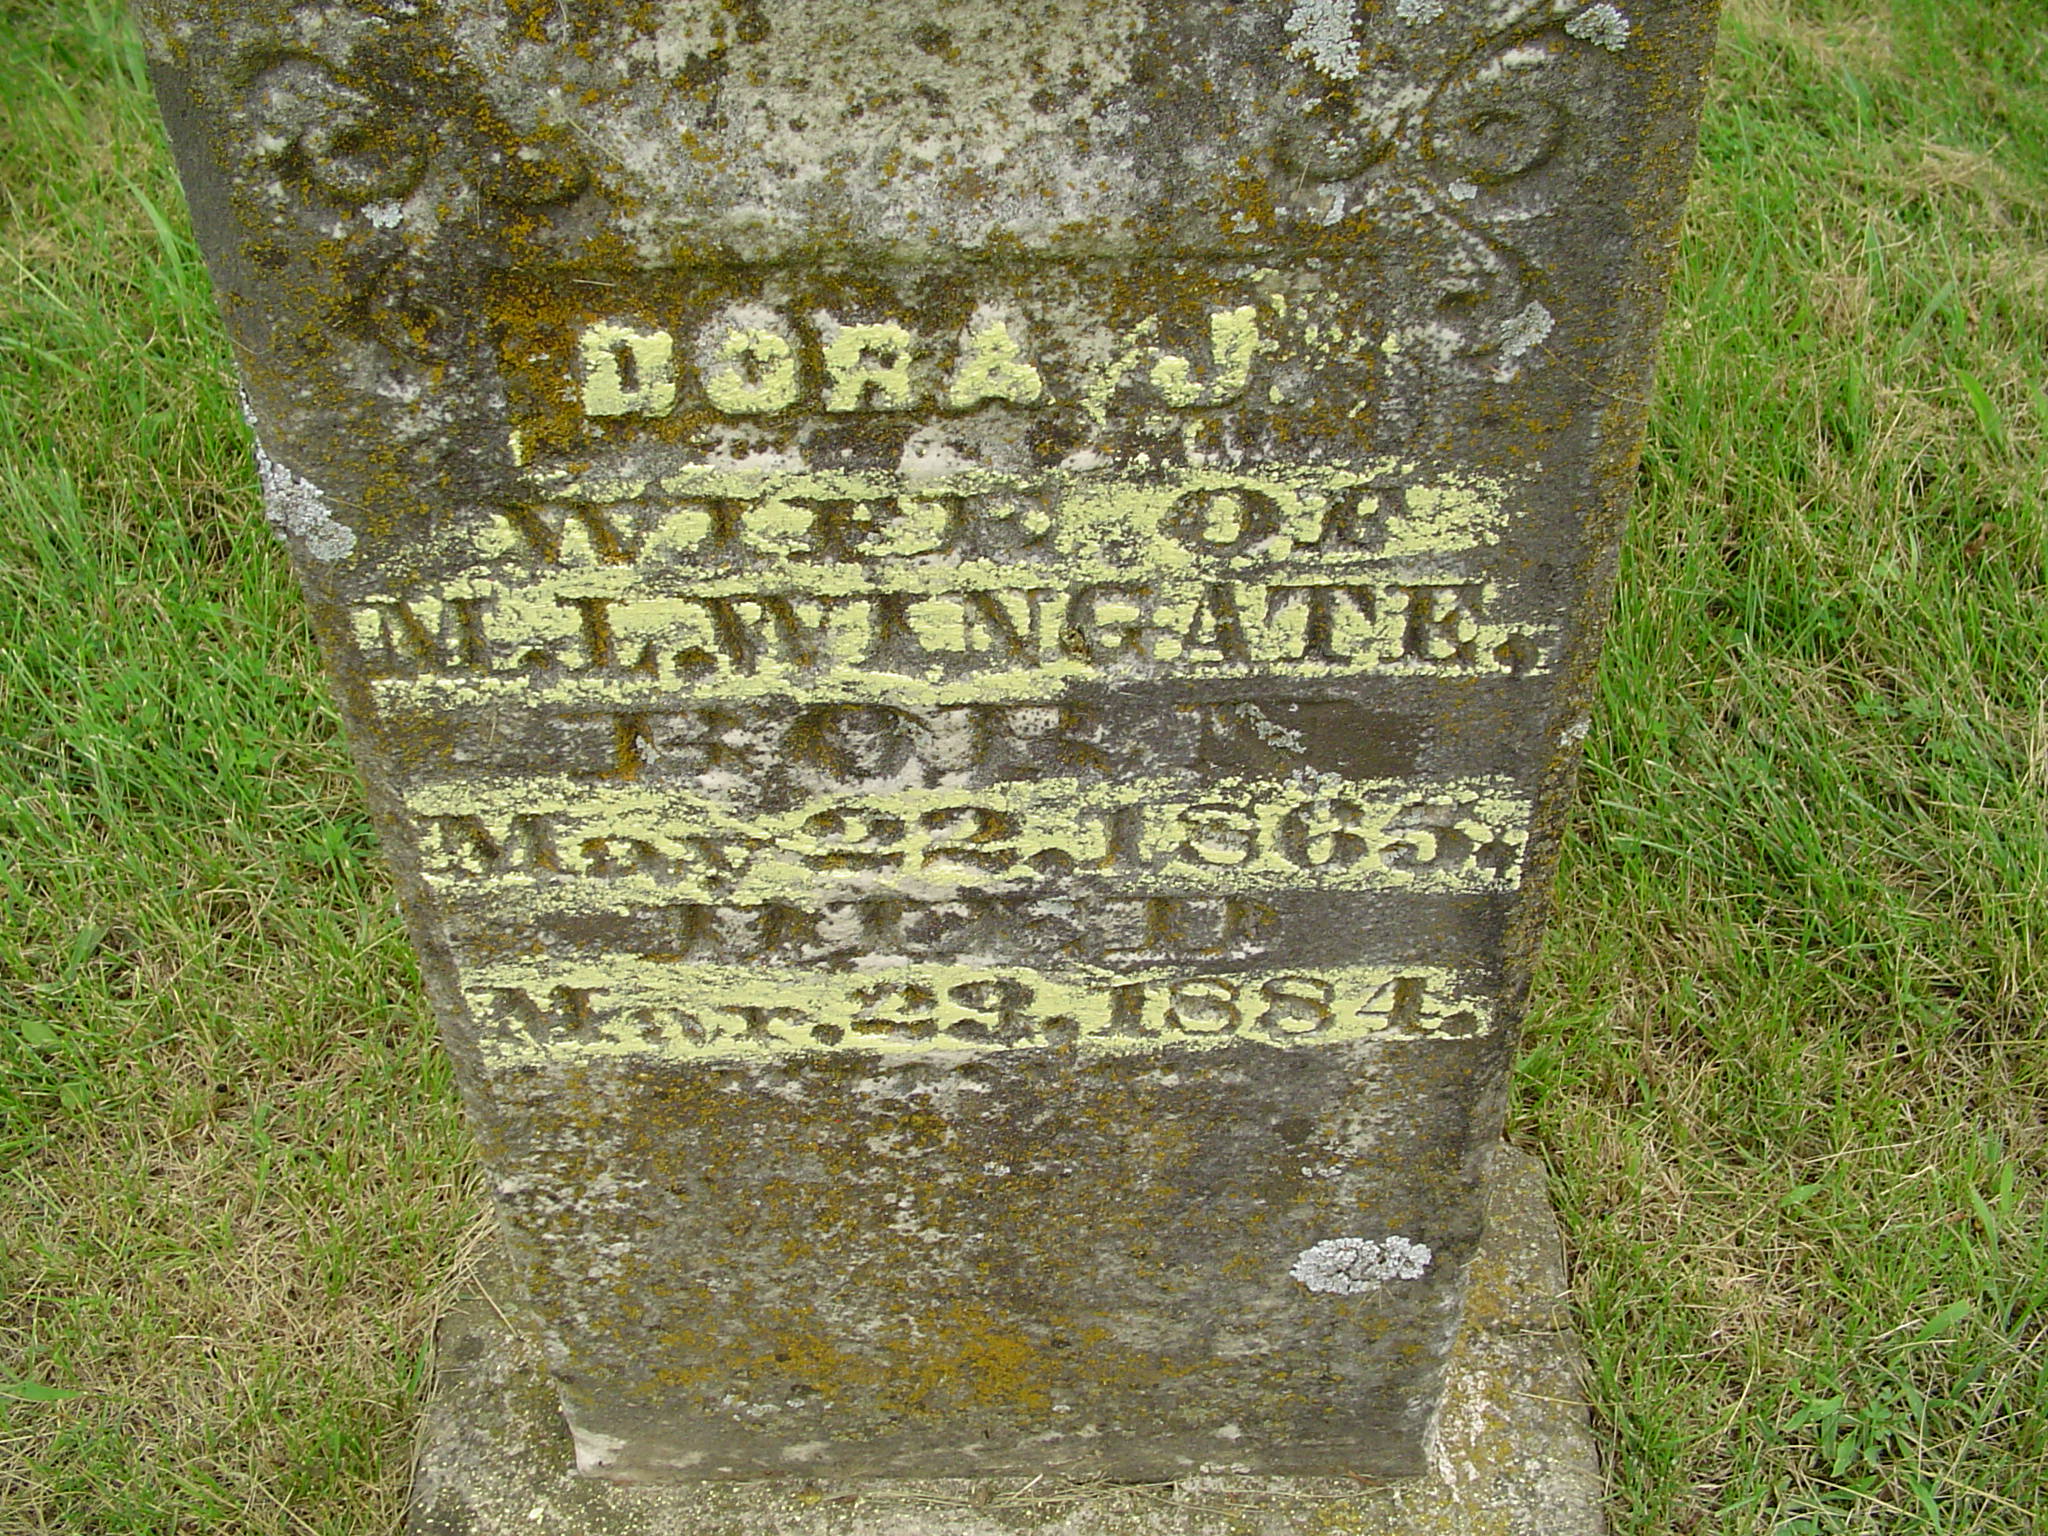 DORA J.
WIFE OF
M. L. WINGATE,
BORN
May 22, 1865,
DIED
Mar. 29, 1884.